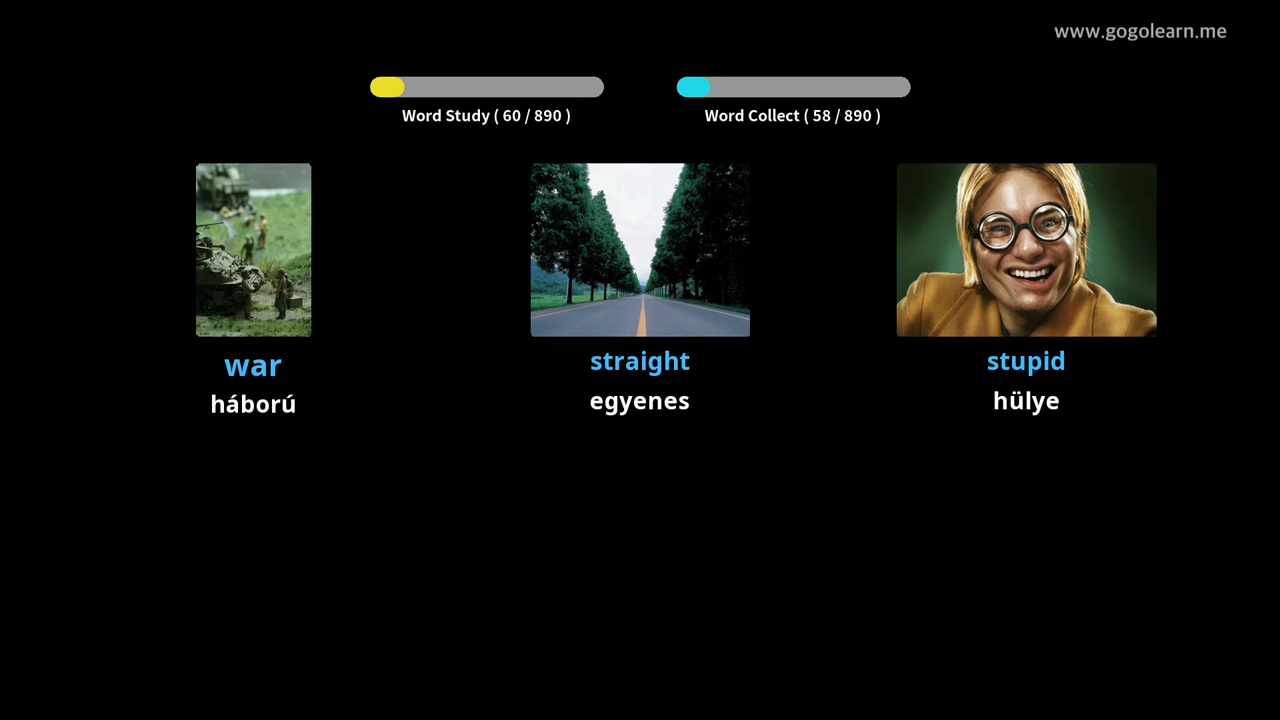 www.gogolearn.me
Word Study ( 60 / 890 )
Word Collect ( 58 / 890 )
war
háború
straight
egyenes
stupid
hülye